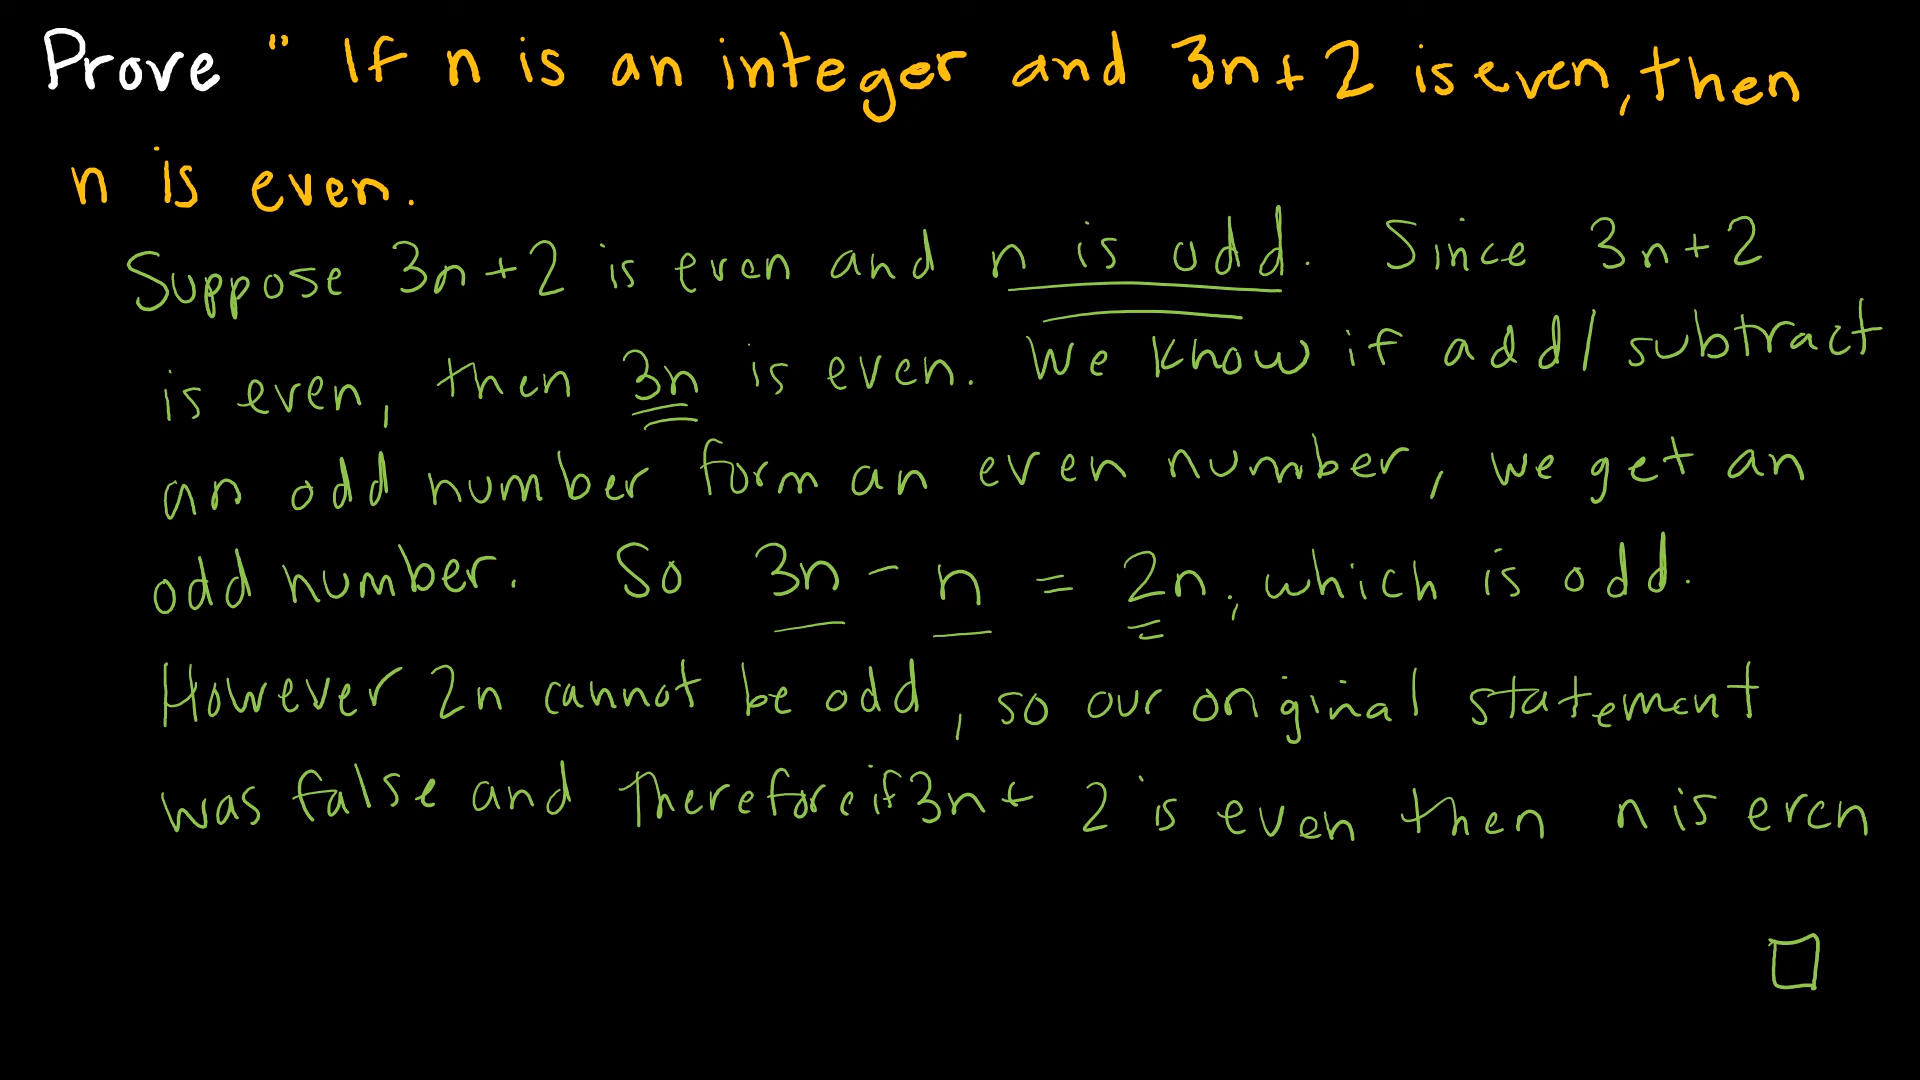 Prove " If n is an integer and 3n+2 is even, then
n is even.
Suppose 3n+2 is even and n is odd. Since 3n+2
is even, then 3n is even. We know if add/subtract
an odd number form an even number, we get an
odd number. So 3n - n = 2n, which is odd.
However 2n cannot be odd, so our original statement
was false and therefore if 3n+2 is even then n is even